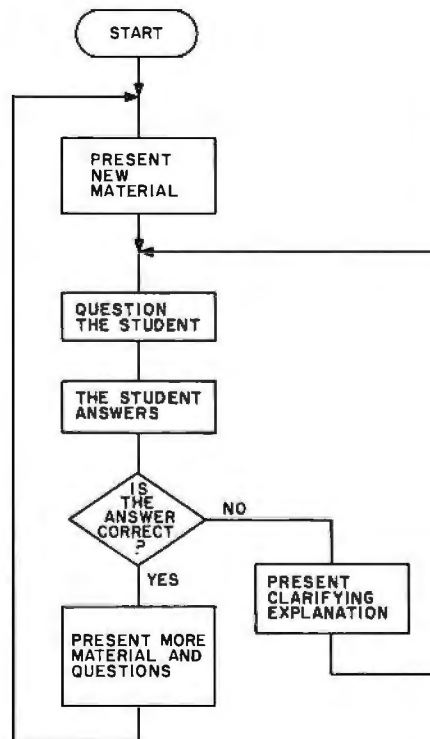 START
PRESENT
NEW
MATERIAL
QUESTION
THE STUDENT
THE STUDENT
ANSWERS
IS
THE
ANSWER
CORRECT
?
NO
YES
PRESENT
CLARIFYING
EXPLANATION
PRESENT MORE
MATERIAL AND
QUESTIONS